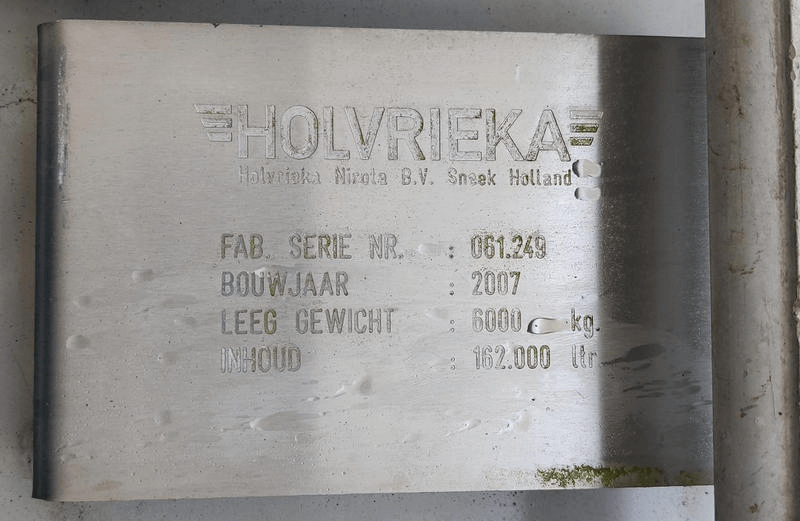 HOLVRIEKA
Holvrieka Nirota B.V. Sneek Holland
FAB. SERIE NR. : 061.249
BOUWJAAR : 2007
LEEG GEWICHT : 6000 kg.
INHOUD : 162.000 ltr